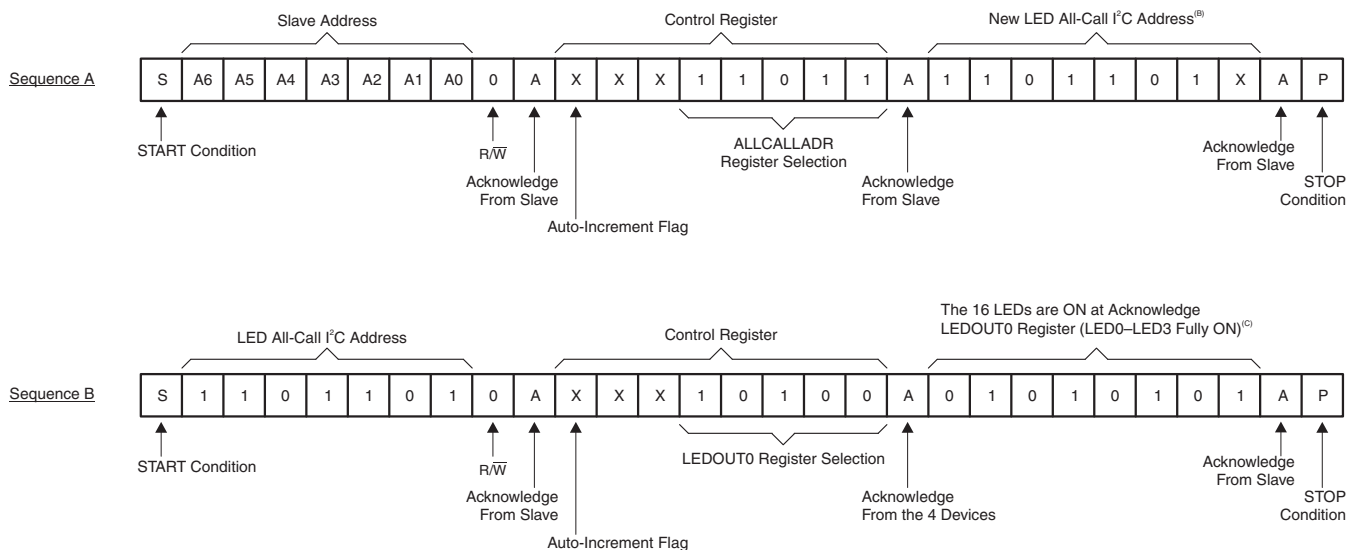 Slave Address
Control Register
New LED All-Call I²C Address(B)
Sequence A
S A6 A5 A4 A3 A2 A1 A0 0 A X X X 1 1 0 1 1 A 1 1 0 1 1 0 1 X A P
START Condition
R/W̅
Acknowledge
From Slave
Auto-Increment Flag
ALLCALLADR
Register Selection
Acknowledge
From Slave
Acknowledge
From Slave
STOP
Condition
LED All-Call I²C Address
Control Register
The 16 LEDs are ON at Acknowledge
LEDOUT0 Register (LED0–LED3 Fully ON)(C)
Sequence B
S 1 1 0 1 1 0 1 0 A X X X 1 0 1 0 0 A 0 1 0 1 0 1 0 1 A P
START Condition
R/W̅
Acknowledge
From Slave
Auto-Increment Flag
LEDOUT0 Register Selection
Acknowledge
From the 4 Devices
Acknowledge
From Slave
STOP
Condition